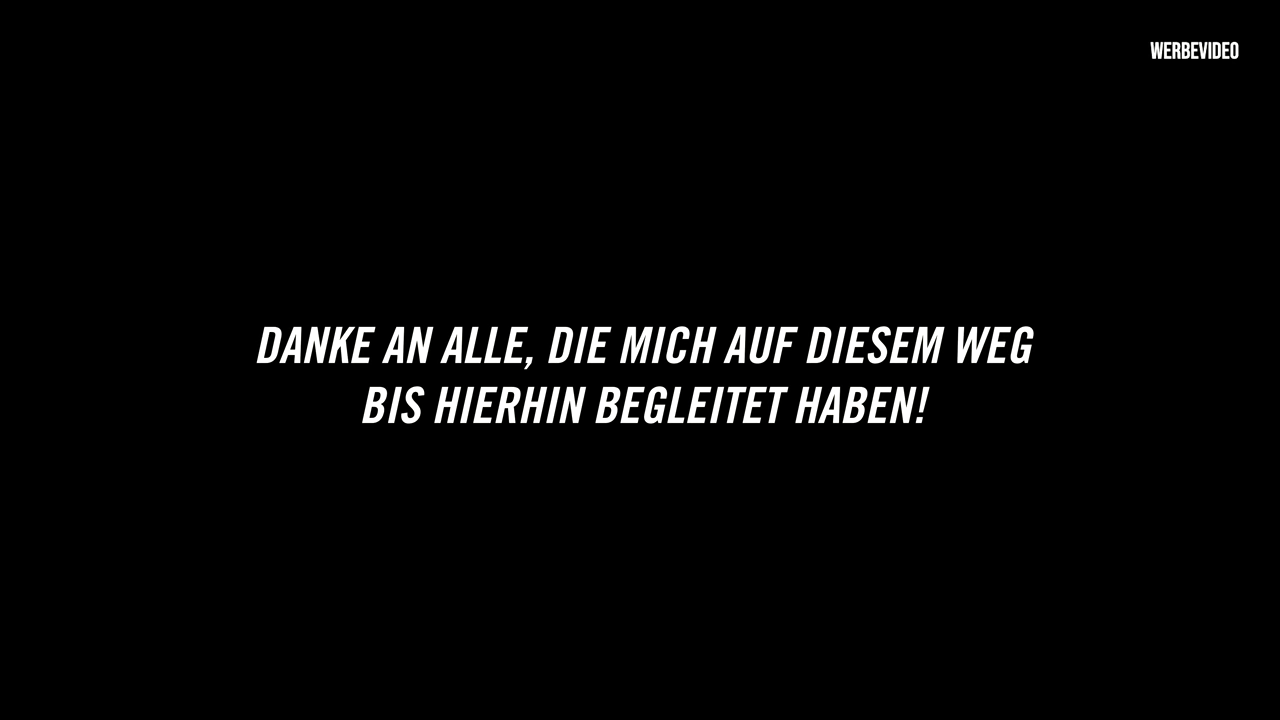 WERBEVIDEO
DANKE AN ALLE, DIE MICH AUF DIESEM WEG
BIS HIERHIN BEGLEITET HABEN!